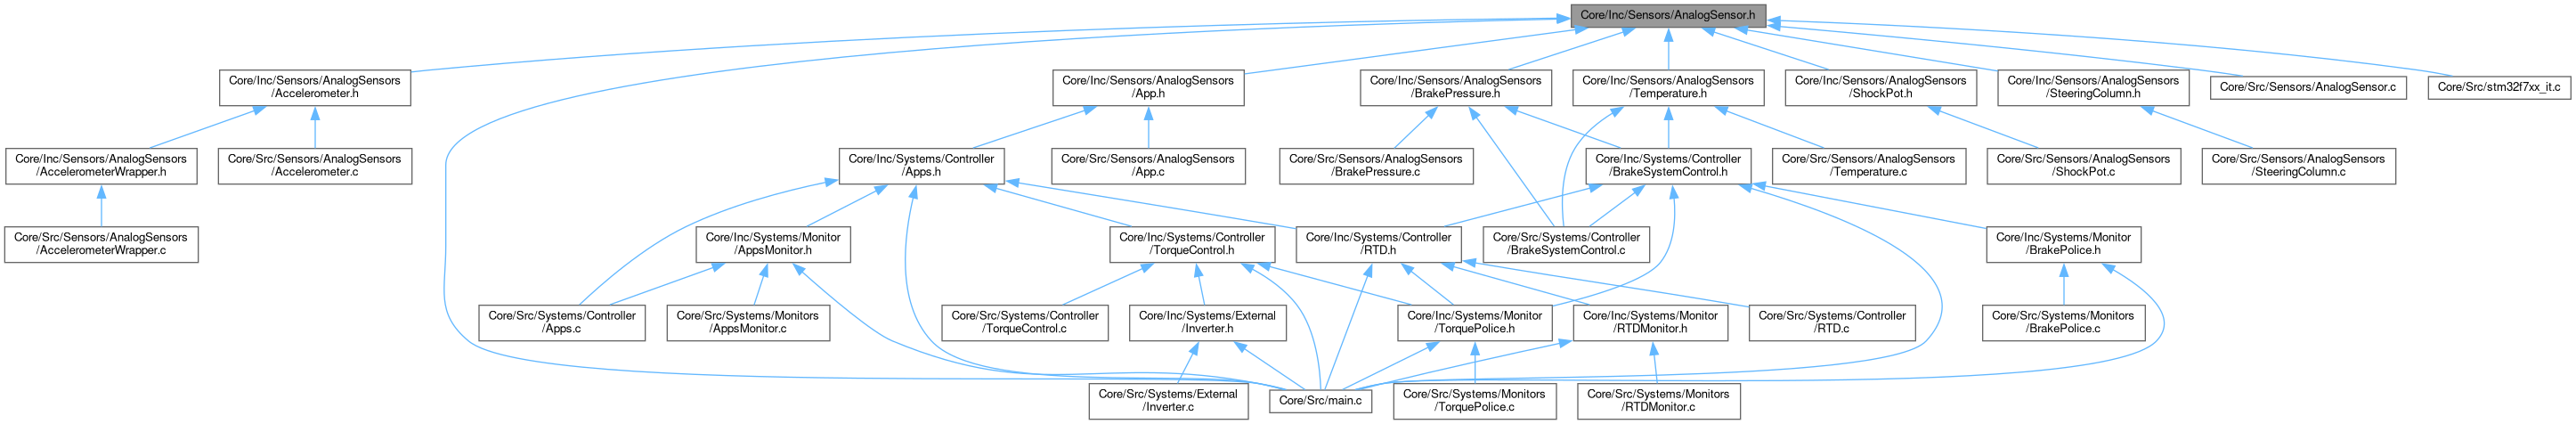 Core/Inc/Sensors/AnalogSensor.h
Core/Inc/Sensors/AnalogSensors
/Accelerometer.h
Core/Inc/Sensors/AnalogSensors
/App.h
Core/Inc/Sensors/AnalogSensors
/BrakePressure.h
Core/Inc/Sensors/AnalogSensors
/Temperature.h
Core/Inc/Sensors/AnalogSensors
/ShockPot.h
Core/Inc/Sensors/AnalogSensors
/SteeringColumn.h
Core/Src/Sensors/AnalogSensor.c
Core/Src/stm32f7xx_it.c
Core/Inc/Sensors/AnalogSensors
/AccelerometerWrapper.h
Core/Src/Sensors/AnalogSensors
/Accelerometer.c
Core/Inc/Systems/Controller
/Apps.h
Core/Src/Sensors/AnalogSensors
/App.c
Core/Src/Sensors/AnalogSensors
/BrakePressure.c
Core/Inc/Systems/Controller
/BrakeSystemControl.h
Core/Src/Sensors/AnalogSensors
/Temperature.c
Core/Src/Sensors/AnalogSensors
/ShockPot.c
Core/Src/Sensors/AnalogSensors
/SteeringColumn.c
Core/Src/Sensors/AnalogSensors
/AccelerometerWrapper.c
Core/Inc/Systems/Monitor
/AppsMonitor.h
Core/Inc/Systems/Controller
/TorqueControl.h
Core/Inc/Systems/Controller
/RTD.h
Core/Src/Systems/Controller
/BrakeSystemControl.c
Core/Inc/Systems/Monitor
/BrakePolice.h
Core/Src/Systems/Controller
/Apps.c
Core/Src/Systems/Monitors
/AppsMonitor.c
Core/Src/Systems/Controller
/TorqueControl.c
Core/Inc/Systems/External
/Inverter.h
Core/Inc/Systems/Monitor
/TorquePolice.h
Core/Inc/Systems/Monitor
/RTDMonitor.h
Core/Src/Systems/Controller
/RTD.c
Core/Src/Systems/Monitors
/BrakePolice.c
Core/Src/Systems/External
/Inverter.c
Core/Src/main.c
Core/Src/Systems/Monitors
/TorquePolice.c
Core/Src/Systems/Monitors
/RTDMonitor.c